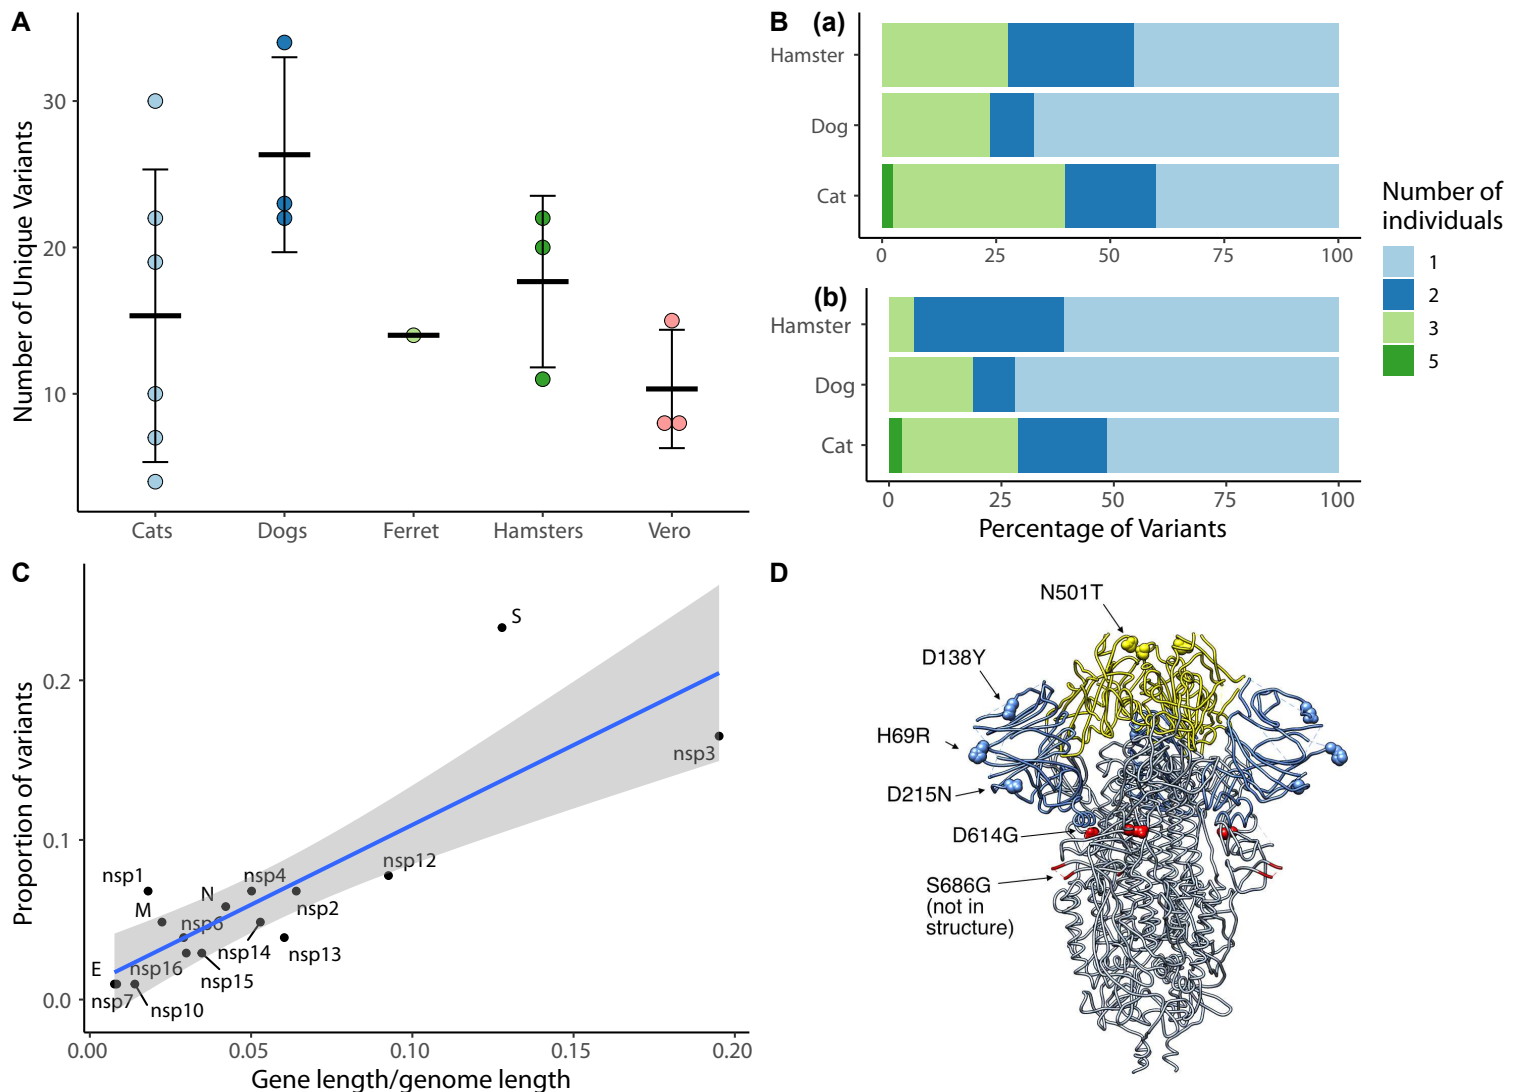 A
Number of Unique Variants
30
20
10
Cats
Dogs
Ferret
Hamsters
Vero
B
(a)
Hamster
Dog
Cat
0
25
50
75
100
(b)
Hamster
Dog
Cat
0
25
50
75
100
Percentage of Variants
Number of
individuals
1
2
3
5
C
Proportion of variants
0.2
0.1
0.0
S
nsp3
nsp12
nsp1
nsp4
M
N
nsp2
nsp6
nsp14
nsp13
E
nsp16
nsp15
nsp7
nsp10
0.00
0.05
0.10
0.15
0.20
Gene length/genome length
D
N501T
D138Y
H69R
D215N
D614G
S686G
(not in
structure)